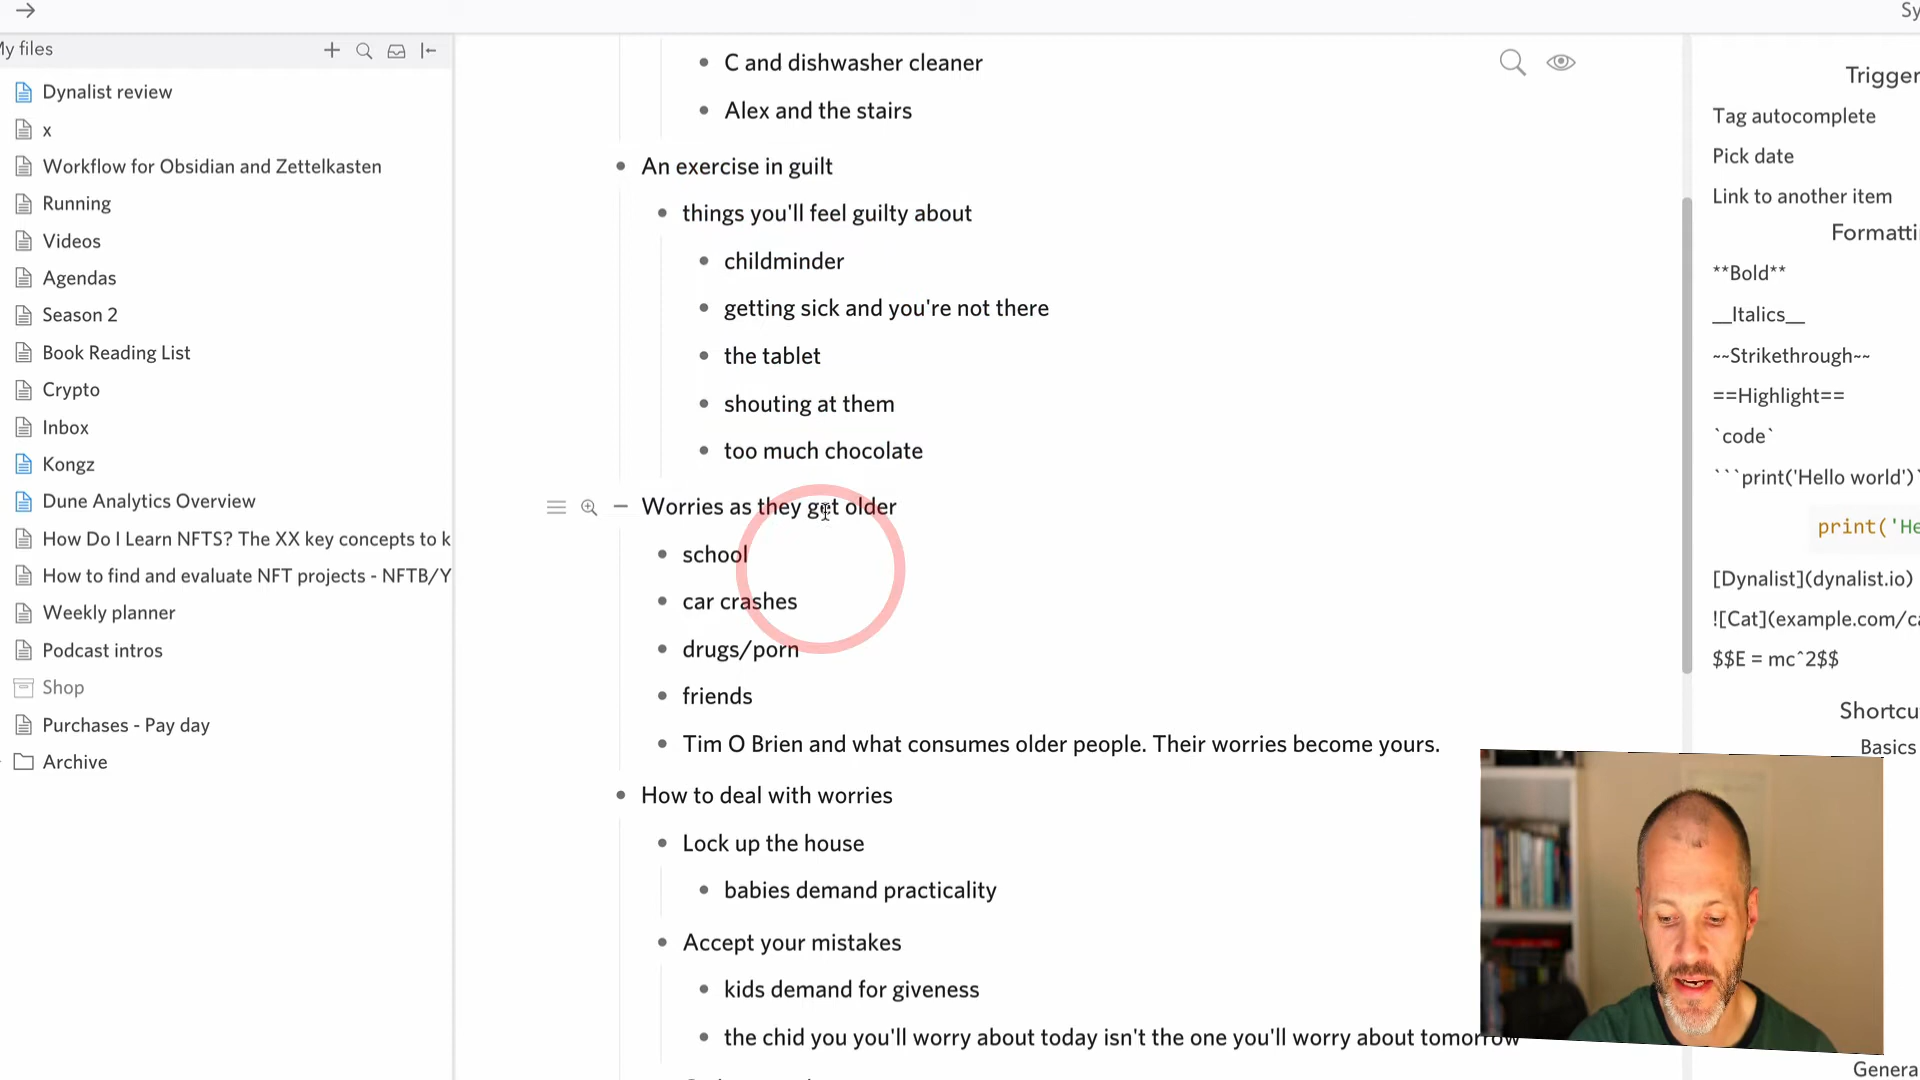 Sy
My files
Dynalist review
x
Workflow for Obsidian and Zettelkasten
Running
Videos
Agendas
Season 2
Book Reading List
Crypto
Inbox
Kongz
Dune Analytics Overview
How Do I Learn NFTS? The XX key concepts to k
How to find and evaluate NFT projects - NFTB/Y
Weekly planner
Podcast intros
Shop
Purchases - Pay day
Archive
C and dishwasher cleaner
Alex and the stairs
An exercise in guilt
things you'll feel guilty about
childminder
getting sick and you're not there
the tablet
shouting at them
too much chocolate
Worries as they get older
school
car crashes
drugs/porn
friends
Tim O Brien and what consumes older people. Their worries become yours.
How to deal with worries
Lock up the house
babies demand practicality
Accept your mistakes
kids demand for giveness
the chid you you'll worry about today isn't the one you'll worry about tomorrow
Trigger
Tag autocomplete
Pick date
Link to another item
Formatti
**Bold**
__Italics__
~~Strikethrough~~
==Highlight==
`code`
```print('Hello world')`
print('He
[Dynalist](dynalist.io)
![Cat](example.com/ca
$$E = mc^2$$
Shortcu
Basics
Genera